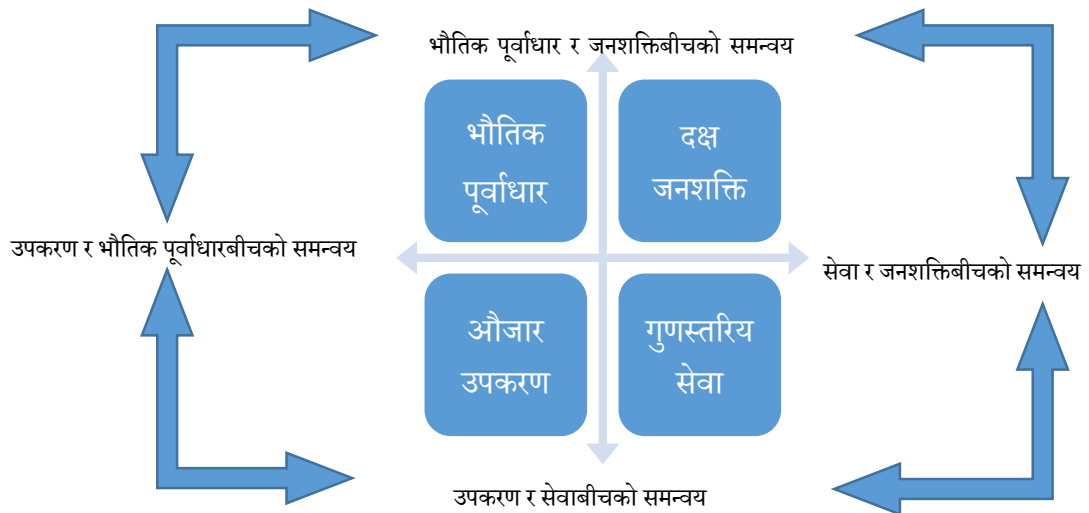 भौतिक पूर्वाधार र जनशक्तिबीचको समन्वय
भौतिक
पूर्वाधार
दक्ष
जनशक्ति
उपकरण र भौतिक पूर्वाधारबीचको समन्वय
सेवा र जनशक्तिबीचको समन्वय
औजार
उपकरण
गुणस्तरिय
सेवा
उपकरण र सेवाबीचको समन्वय